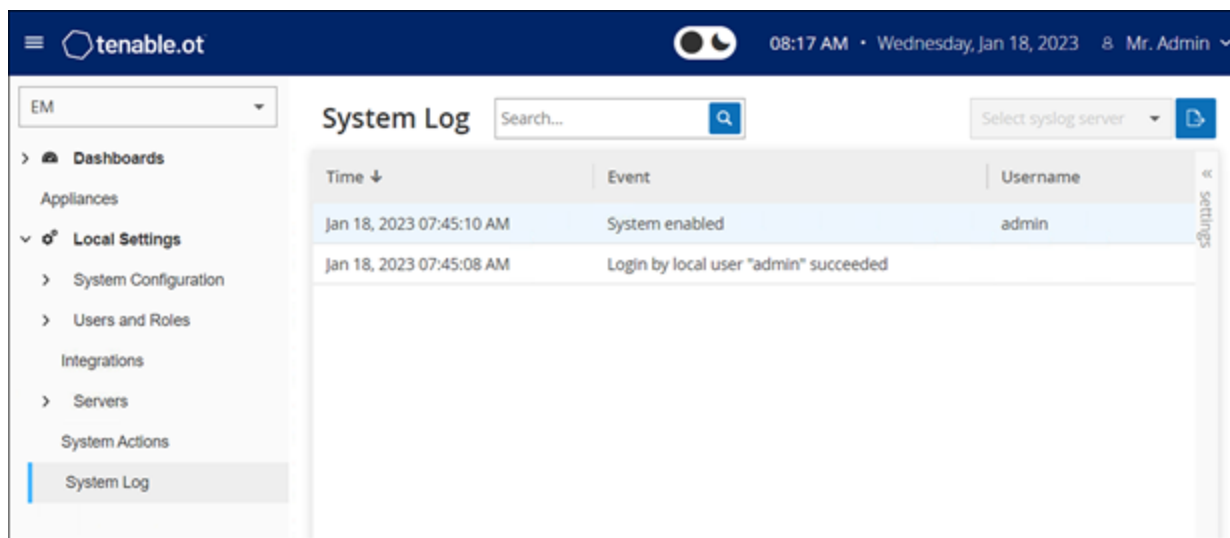 tenable.ot
08:17 AM • Wednesday, Jan 18, 2023 Mr. Admin
EM
Dashboards
Appliances
Local Settings
System Configuration
Users and Roles
Integrations
Servers
System Actions
System Log
System Log Search... Select syslog server
Time Event Username
Jan 18, 2023 07:45:10 AM System enabled admin
Jan 18, 2023 07:45:08 AM Login by local user "admin" succeeded
settings